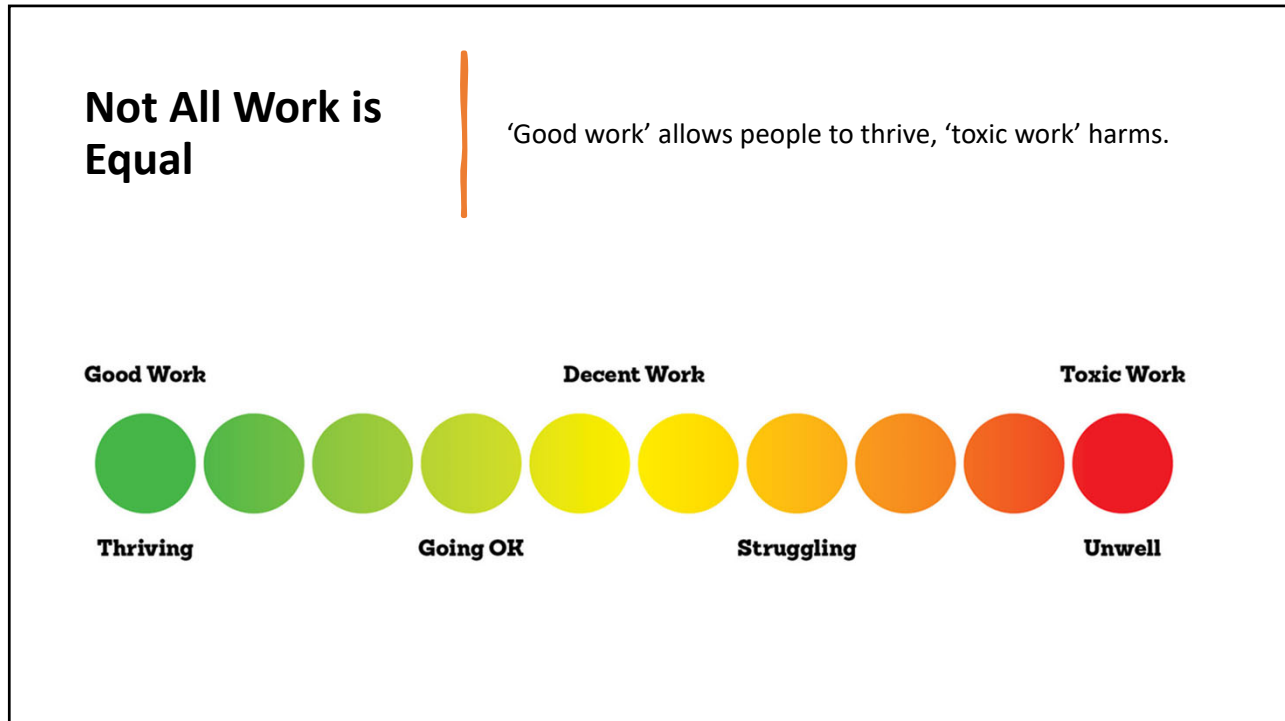 Not All Work is
Equal
‘Good work’ allows people to thrive, ‘toxic work’ harms.
Good Work
Decent Work
Toxic Work
Thriving
Going OK
Struggling
Unwell